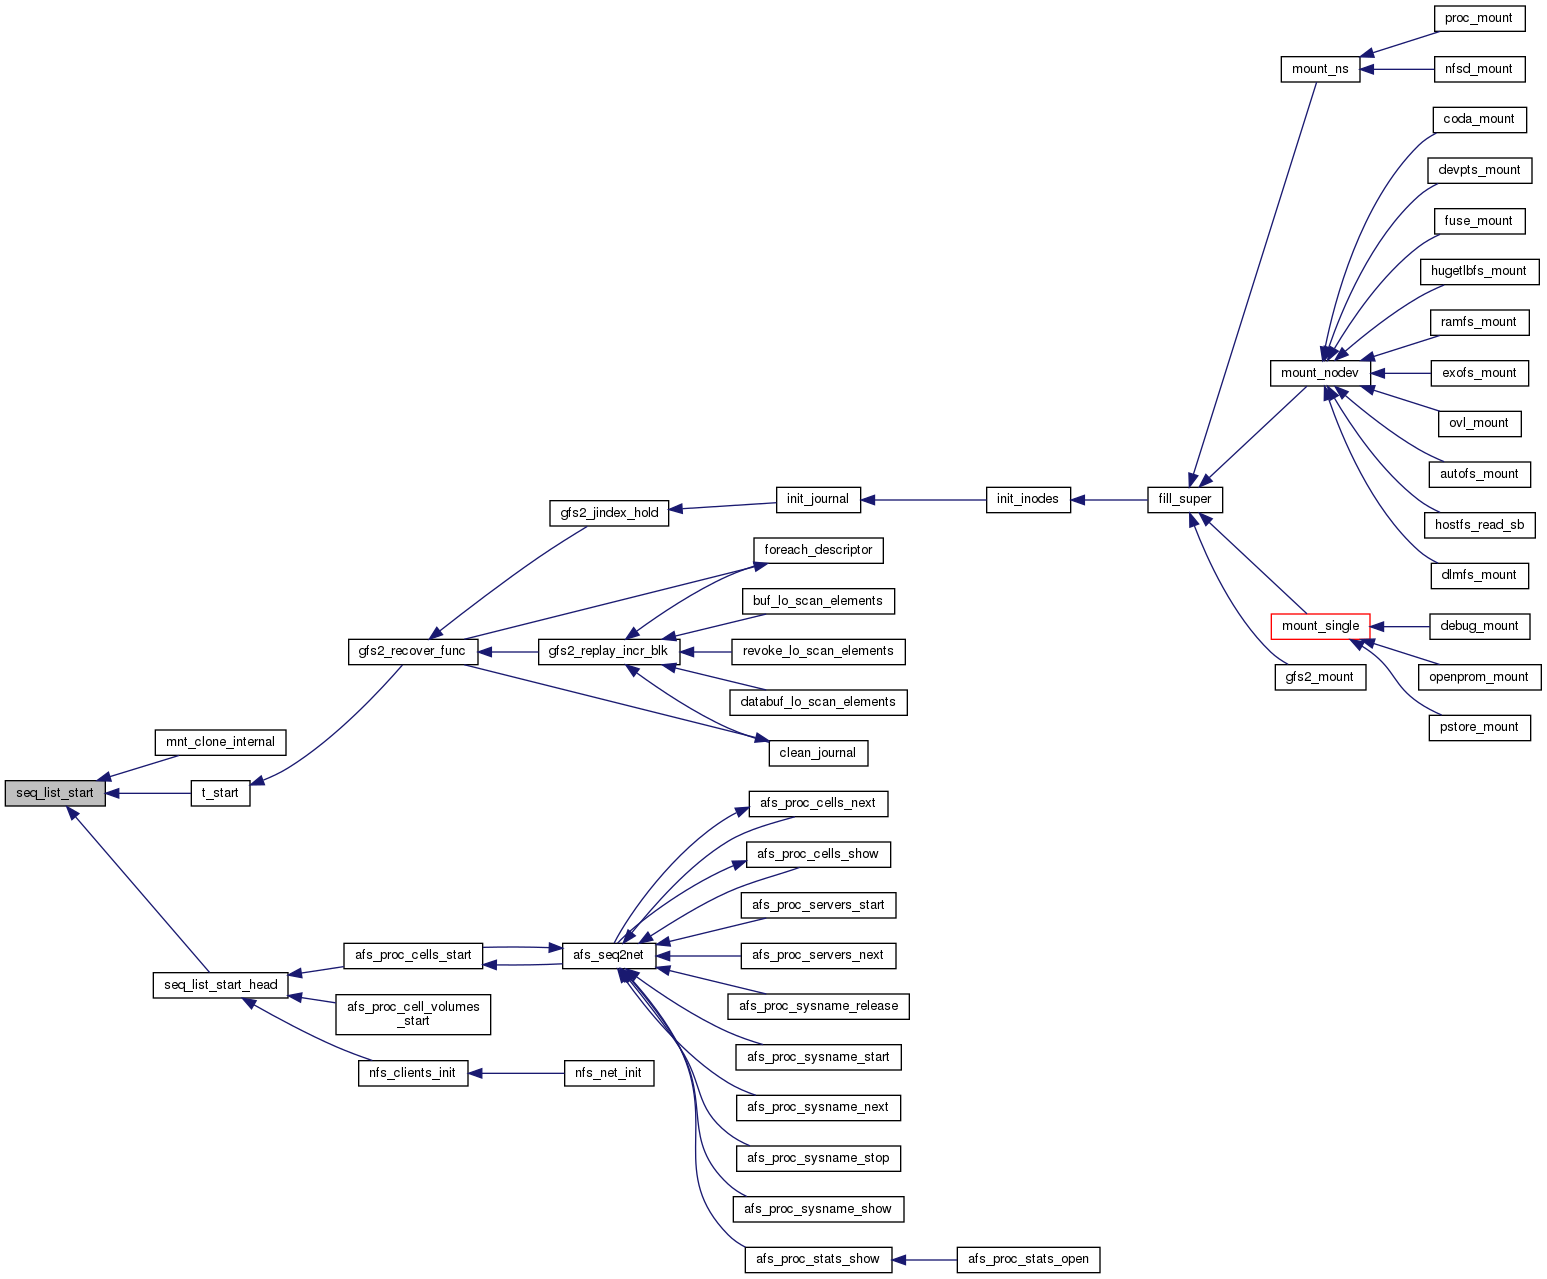 proc_mount
mount_ns
nfsd_mount
coda_mount
devpts_mount
fuse_mount
hugetlbfs_mount
ramfs_mount
mount_nodev
exofs_mount
ovl_mount
autofs_mount
gfs2_jindex_hold
init_journal
init_inodes
fill_super
hostfs_read_sb
foreach_descriptor
dlmfs_mount
buf_lo_scan_elements
mount_single
debug_mount
gfs2_recover_func
gfs2_replay_incr_blk
revoke_lo_scan_elements
gfs2_mount
openprom_mount
databuf_lo_scan_elements
pstore_mount
mnt_clone_internal
clean_journal
seq_list_start
t_start
afs_proc_cells_next
afs_proc_cells_show
afs_proc_servers_start
afs_proc_cells_start
afs_seq2net
afs_proc_servers_next
seq_list_start_head
afs_proc_cell_volumes
_start
afs_proc_sysname_release
afs_proc_sysname_start
nfs_clients_init
nfs_net_init
afs_proc_sysname_next
afs_proc_sysname_stop
afs_proc_sysname_show
afs_proc_stats_show
afs_proc_stats_open